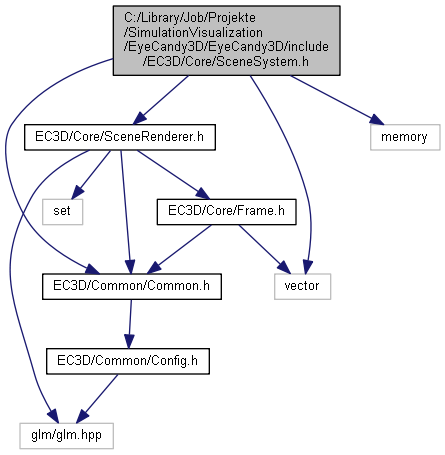 C:/Library/Job/Projekte
/SimulationVisualization
/EyeCandy3D/EyeCandy3D/include
/EC3D/Core/SceneSystem.h
EC3D/Core/SceneRenderer.h
memory
set
EC3D/Core/Frame.h
EC3D/Common/Common.h
vector
EC3D/Common/Config.h
glm/glm.hpp